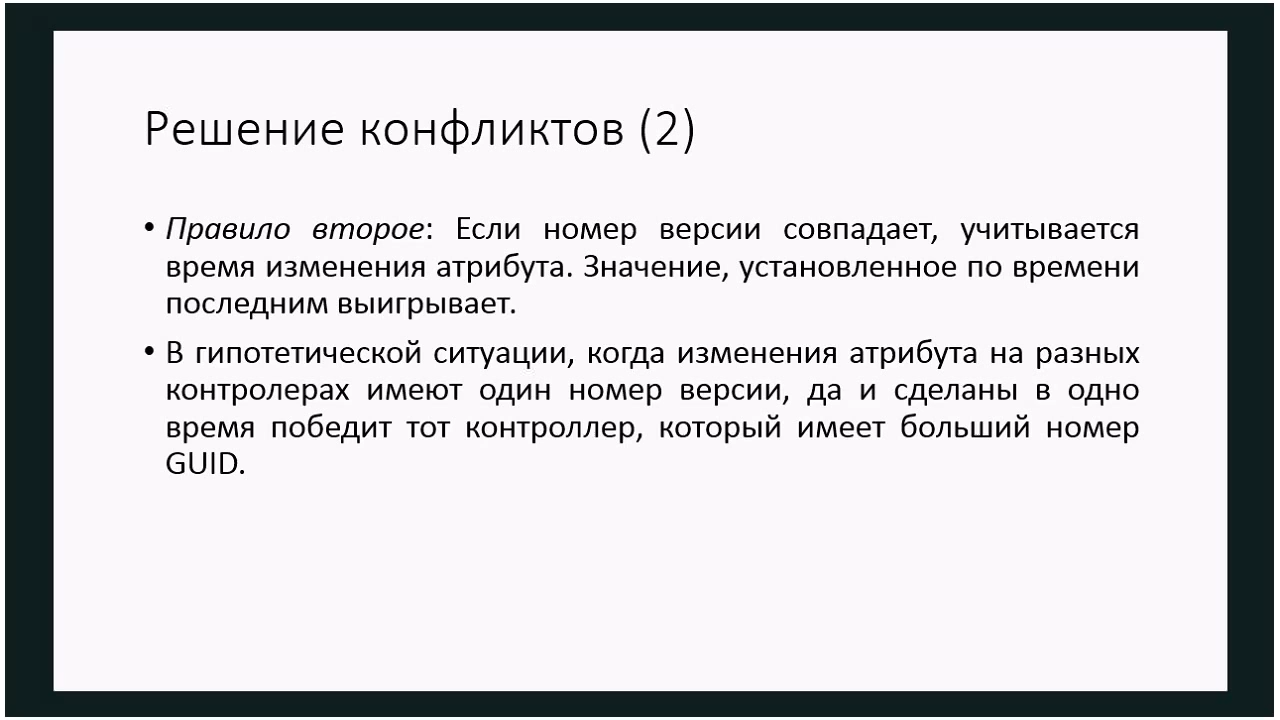 Решение конфликтов (2)
• Правило второе: Если номер версии совпадает, учитывается
время изменения атрибута. Значение, установленное по времени
последним выигрывает.
• В гипотетической ситуации, когда изменения атрибута на разных
контролерах имеют один номер версии, да и сделаны в одно
время победит тот контроллер, который имеет больший номер
GUID.